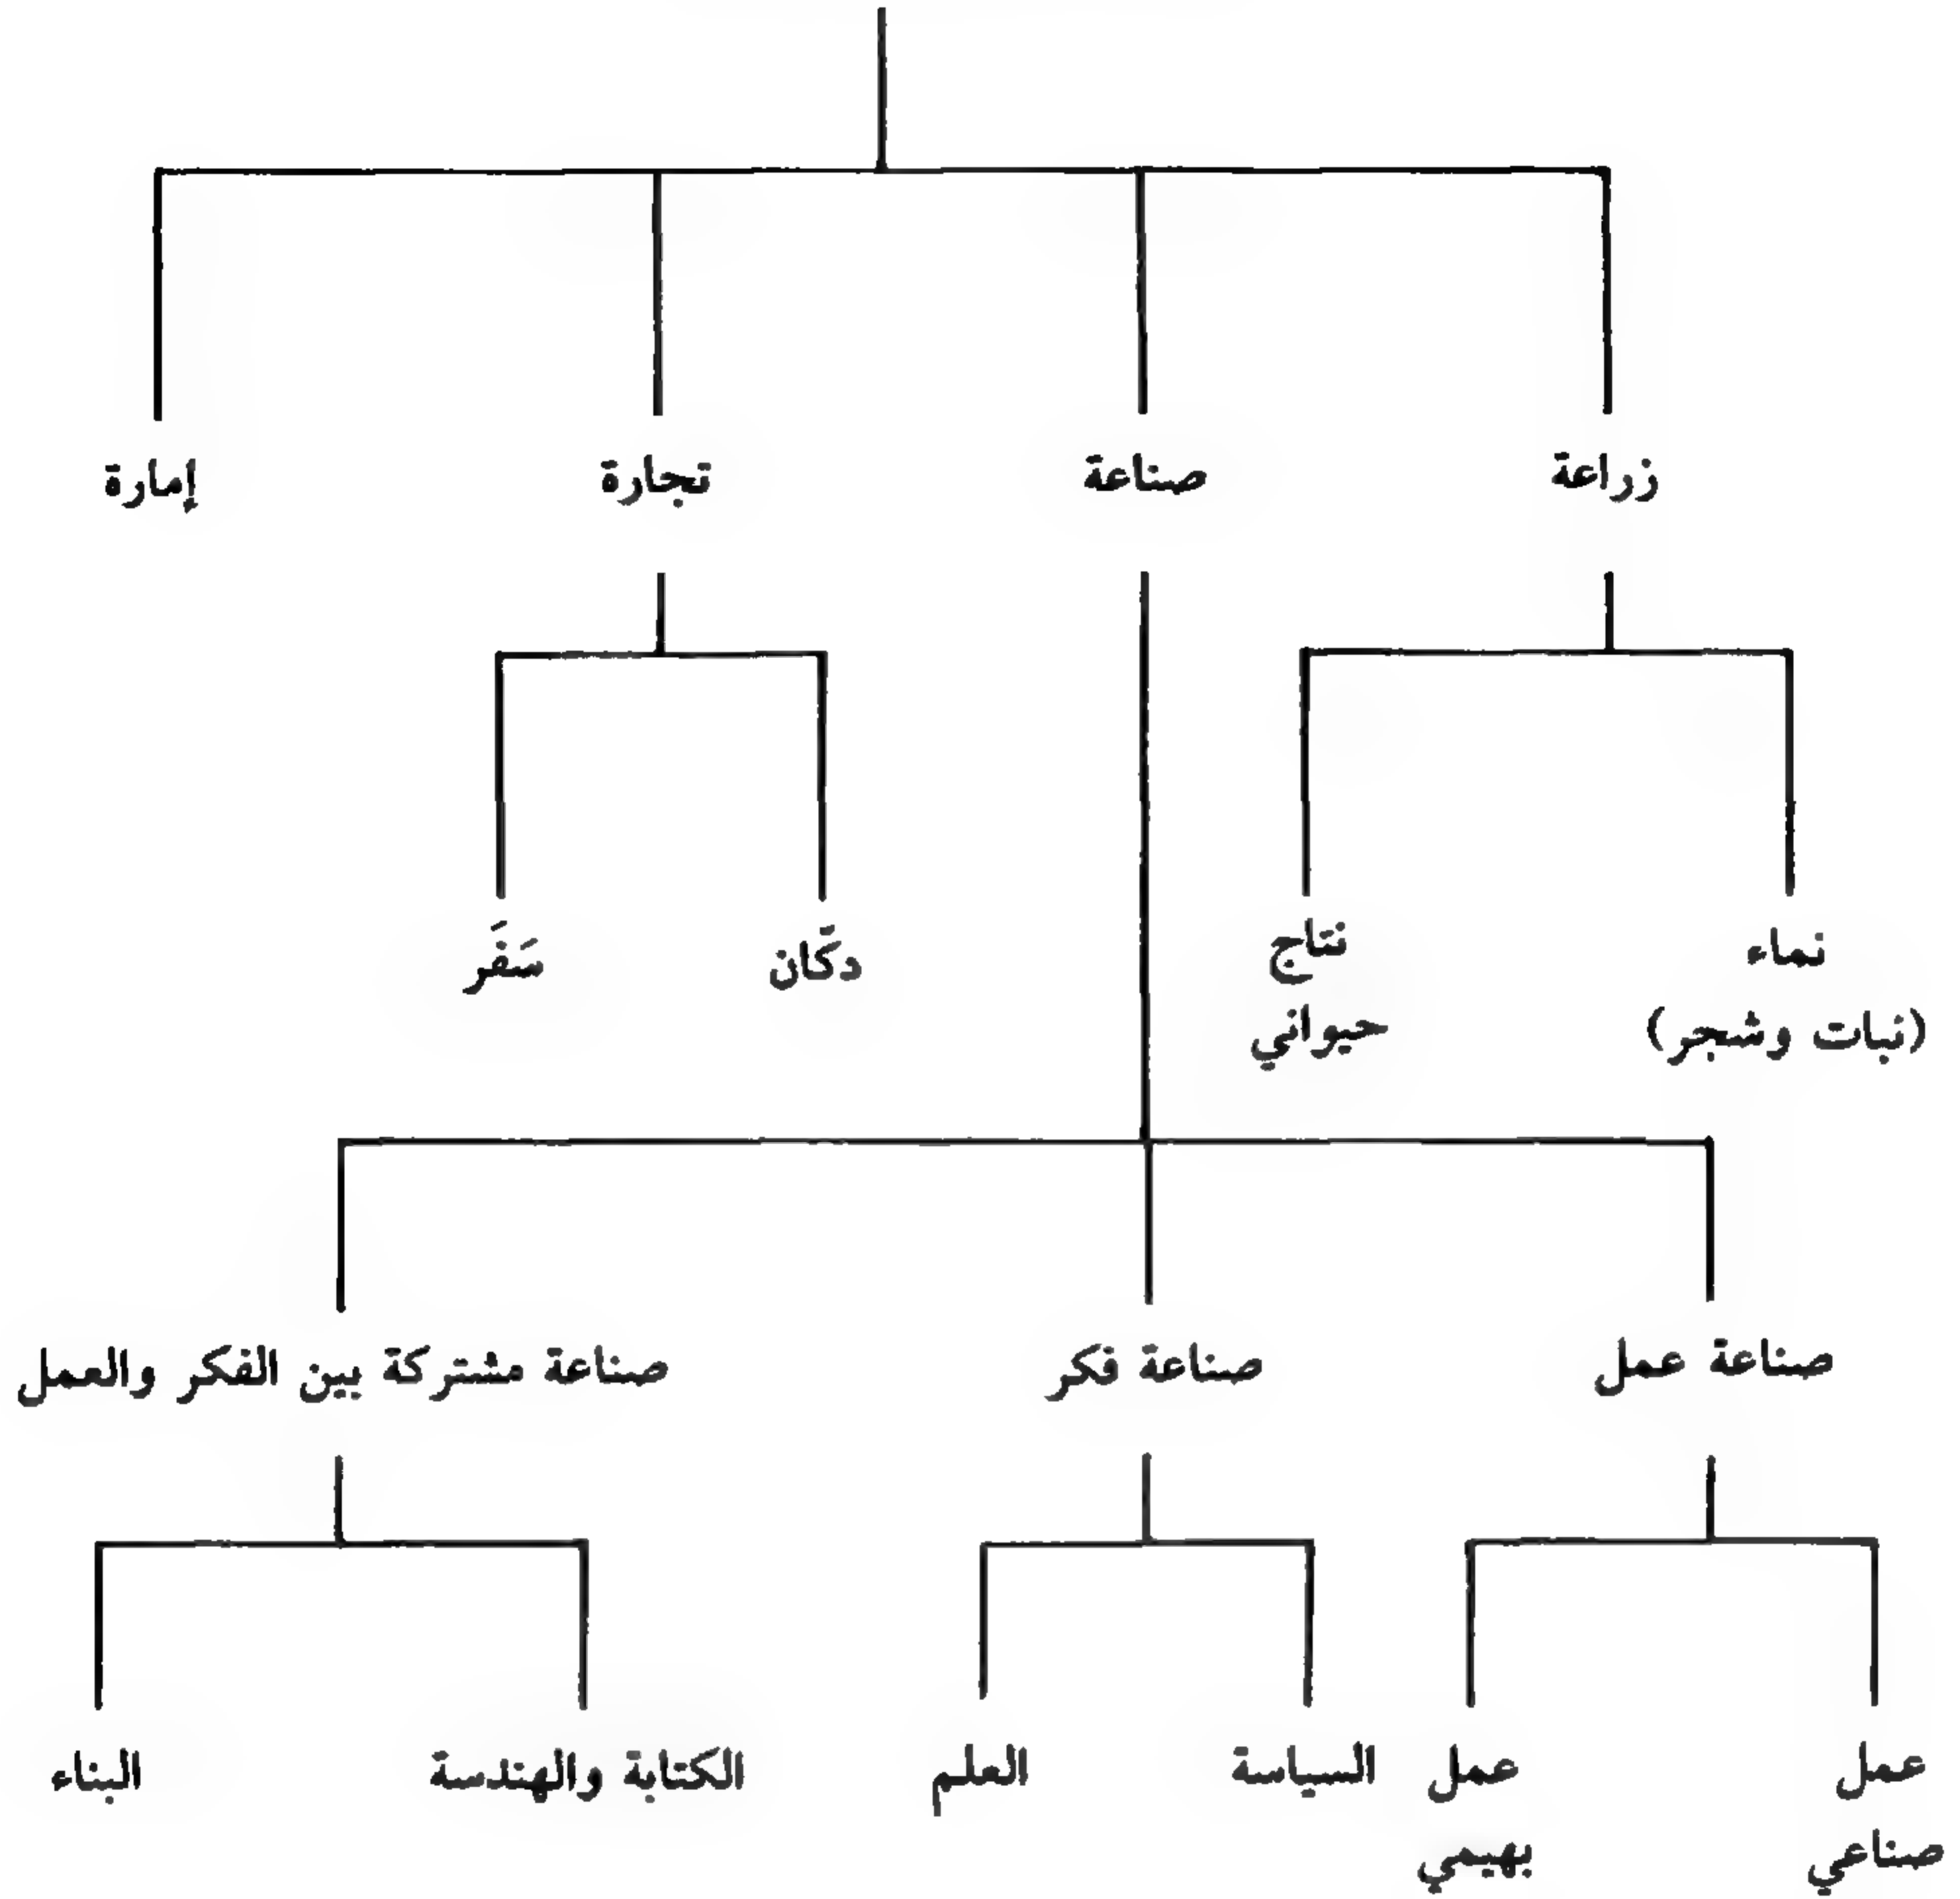 زراعة
صناعة
تجارة
إمارة
نماء
(نبات وشجر)
نتاج
حيواني
دكَان
سَفَر
صناعة عمل
صناعة فكر
صناعة مشتركة بين الفكر والعمل
عمل
صناعي
عمل
بهيمي
السياسة
العلم
الكتابة والهندسة
البناء